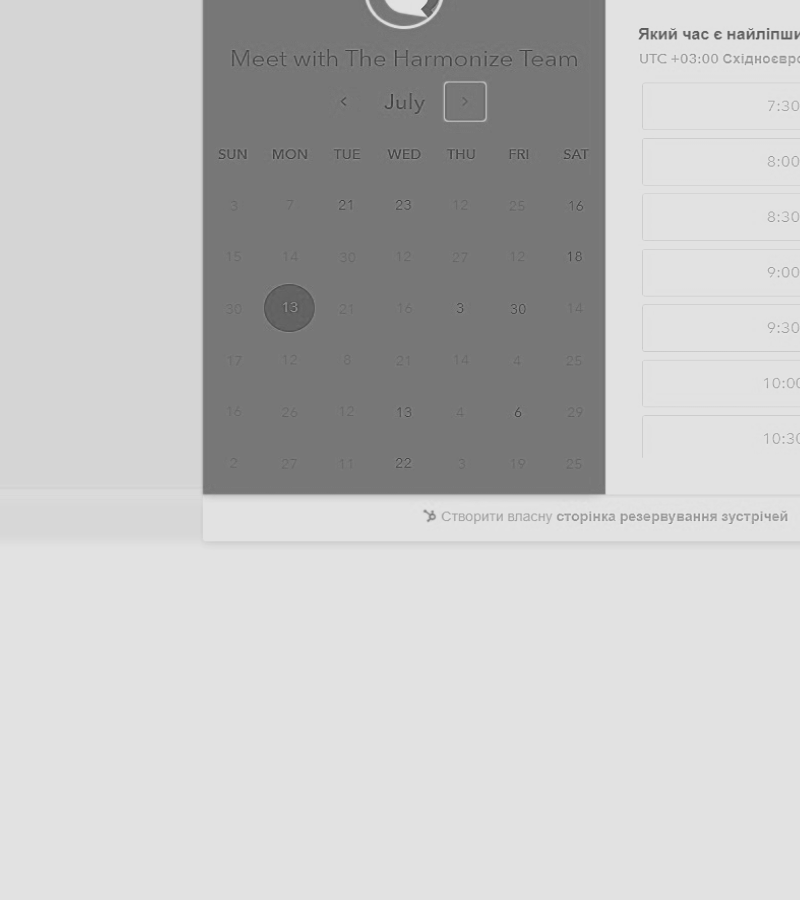 Meet with The Harmonize Team
July
SUN MON TUE WED THU FRI SAT
3 7 21 23 12 25 16
15 14 30 12 27 12 18
30 13 21 16 3 30 14
17 12 8 21 14 4 25
16 26 12 13 4 6 29
2 27 11 22 3 19 25
Який час є
UTC +03:00
7:30
8:00
8:30
9:00
9:30
10:00
10:30
Створити власну сторінка резервування зустрічей